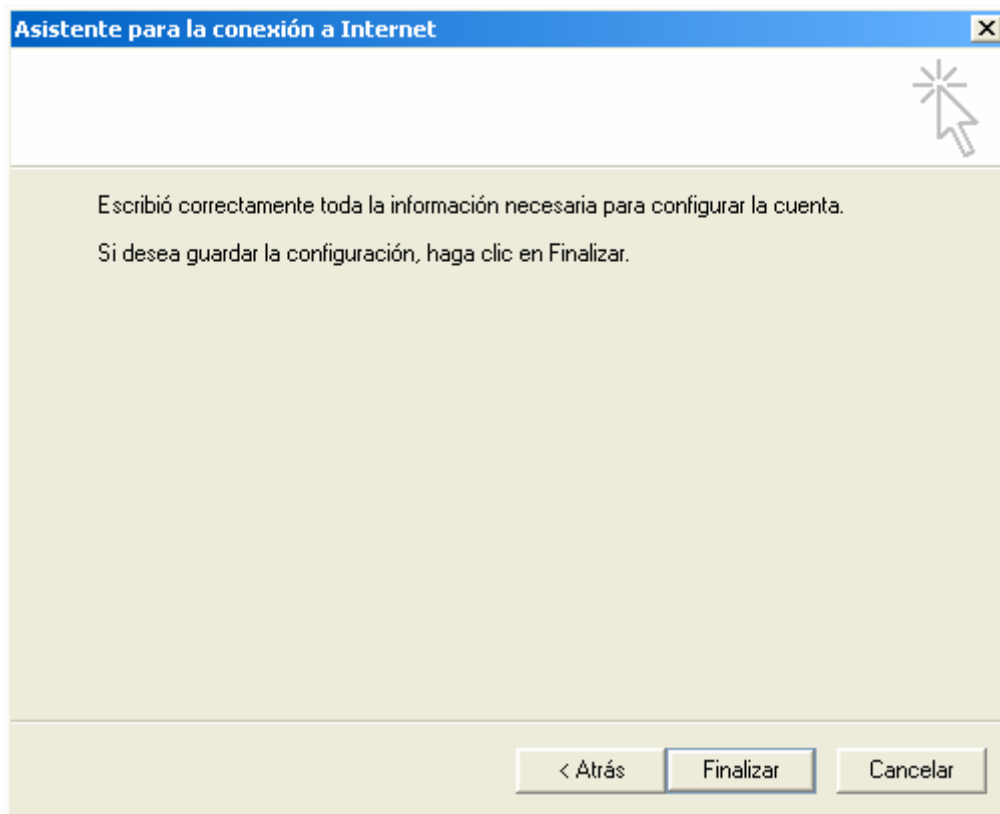 Asistente para la conexión a Internet
Escribió correctamente toda la información necesaria para configurar la cuenta.
Si desea guardar la configuración, haga clic en Finalizar.
< Atrás Finalizar Cancelar